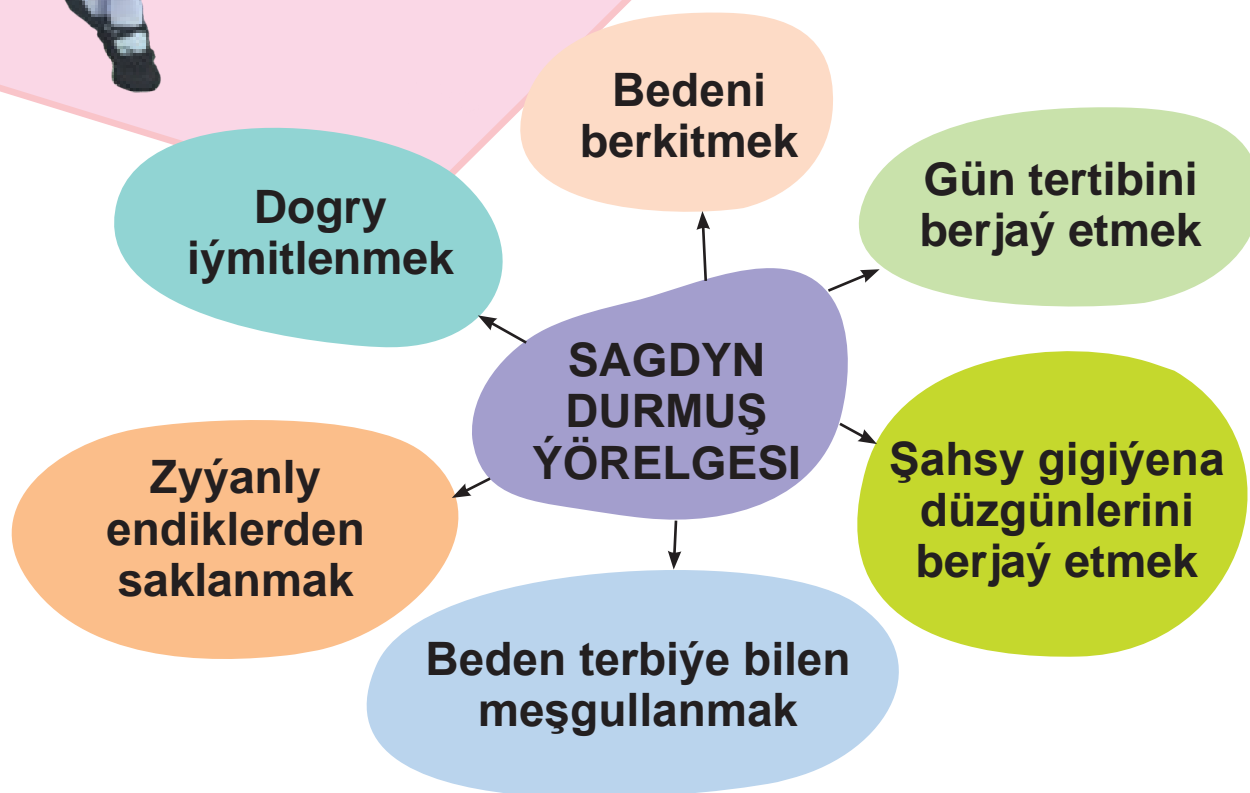 Bedeni
berkitmek
Gün tertibini
berjaý etmek
Dogry
iýmitlenmek
SAGDYN
DURMUŞ
ÝÖRELGESI
Şahsy gigiýena
düzgünlerini
berjaý etmek
Zyýanly
endiklerden
saklanmak
Beden terbiýe bilen
meşgullanmak